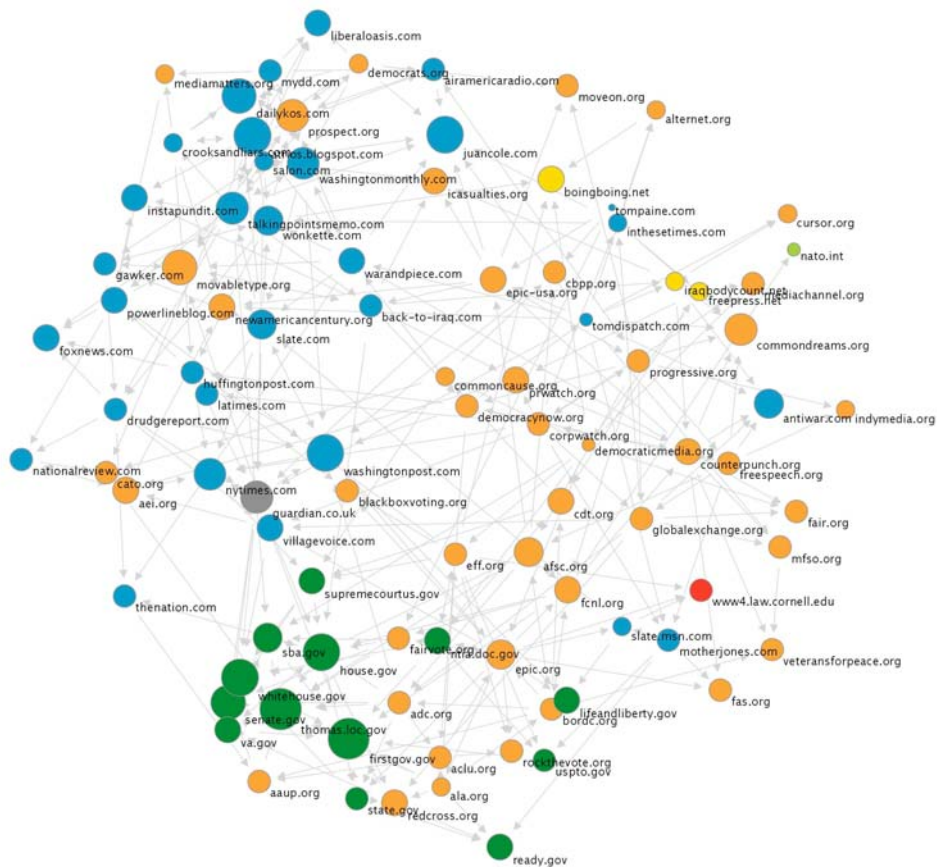 liberaloasis.com
democrats.org
mediamatters.org
mydd.com
airamericaradio.com
moveon.org
dailykos.com
alternet.org
prospect.org
crooksandliars.com
atrios.blogspot.com
juancole.com
salon.com
washingtonmonthly.com
icasualties.org
boingboing.net
instapundit.com
talkingpointsmemo.com
tompaine.com
cursor.org
wonkette.com
inthesetimes.com
nato.int
gawker.com
movabletype.org
warandpiece.com
epic-usa.org
cbpp.org
iraqbodycount.net
freepress.net
mediachannel.org
powerlineblog.com
newamericancentury.org
back-to-iraq.com
slate.com
tomdispatch.com
commondreams.org
foxnews.com
huffingtonpost.com
commoncause.org
prwatch.org
progressive.org
latimes.com
drudgereport.com
democracynow.org
antiwar.com
indymedia.org
corpwatch.org
democraticmedia.org
nationalreview.com
washingtonpost.com
counterpunch.org
freespeech.org
cato.org
aei.org
nytimes.com
blackboxvoting.org
guardian.co.uk
cdt.org
globalexchange.org
fair.org
villagevoice.com
eff.org
afsc.org
mfso.org
supremecourtus.gov
fcnl.org
www4.law.cornell.edu
thenation.com
slate.msn.com
sba.gov
house.gov
fairvote.org
ntia.doc.gov
motherjones.com
epic.org
veteransforpeace.org
whitehouse.gov
senate.gov
thomas.loc.gov
adc.org
bordc.org
lifeandliberty.gov
fas.org
va.gov
firstgov.gov
aclu.org
rockthevote.org
uspto.gov
aaup.org
state.gov
redcross.org
ala.org
ready.gov